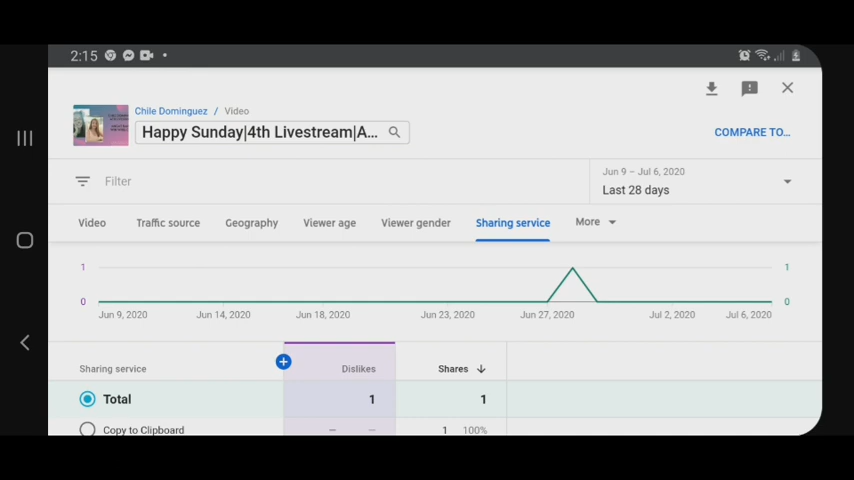 2:15
Chile Dominguez / Video
Happy Sunday|4th Livestream|A...
COMPARE TO...
Filter
Jun 9 – Jul 6, 2020
Last 28 days
Video Traffic source Geography Viewer age Viewer gender Sharing service More
1 1
0 0
Jun 9, 2020 Jun 14, 2020 Jun 18, 2020 Jun 23, 2020 Jun 27, 2020 Jul 2, 2020 Jul 6, 2020
Sharing service Dislikes Shares
Total 1 1
Copy to Clipboard — — 1 100%